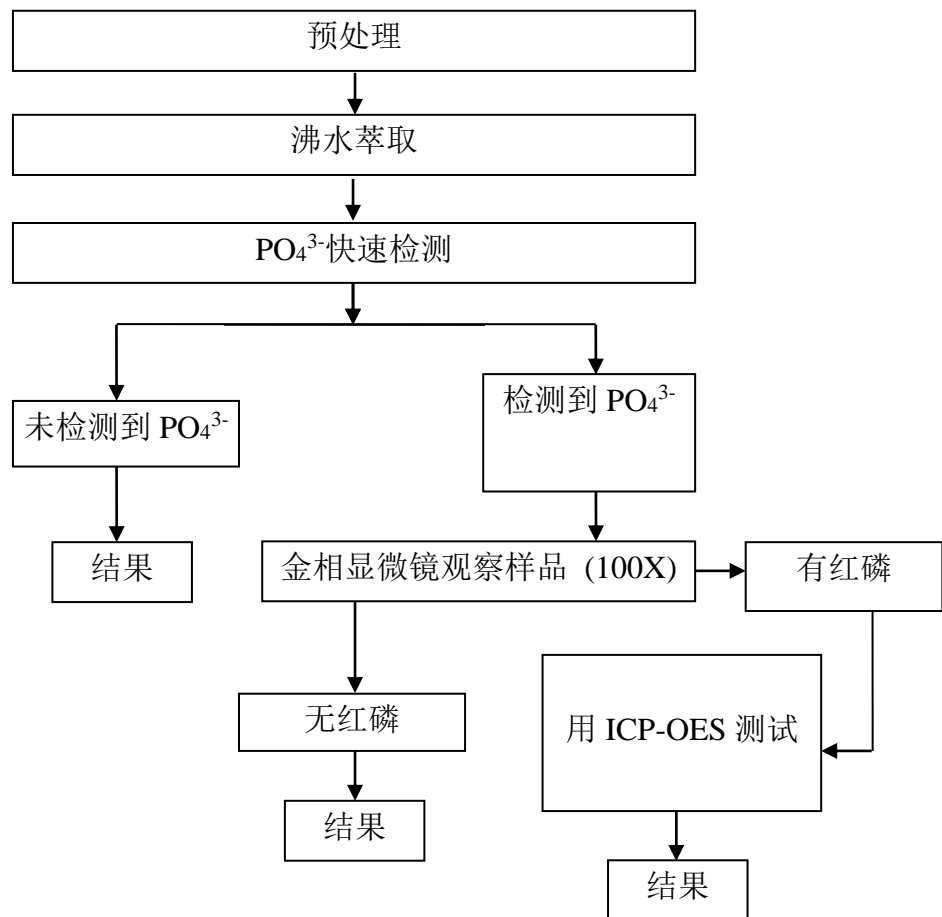 预处理
沸水萃取
PO₄³⁻快速检测
检测到 PO₄³⁻
未检测到 PO₄³⁻
结果
金相显微镜观察样品 (100X)
有红磷
无红磷
用 ICP-OES 测试
结果
结果